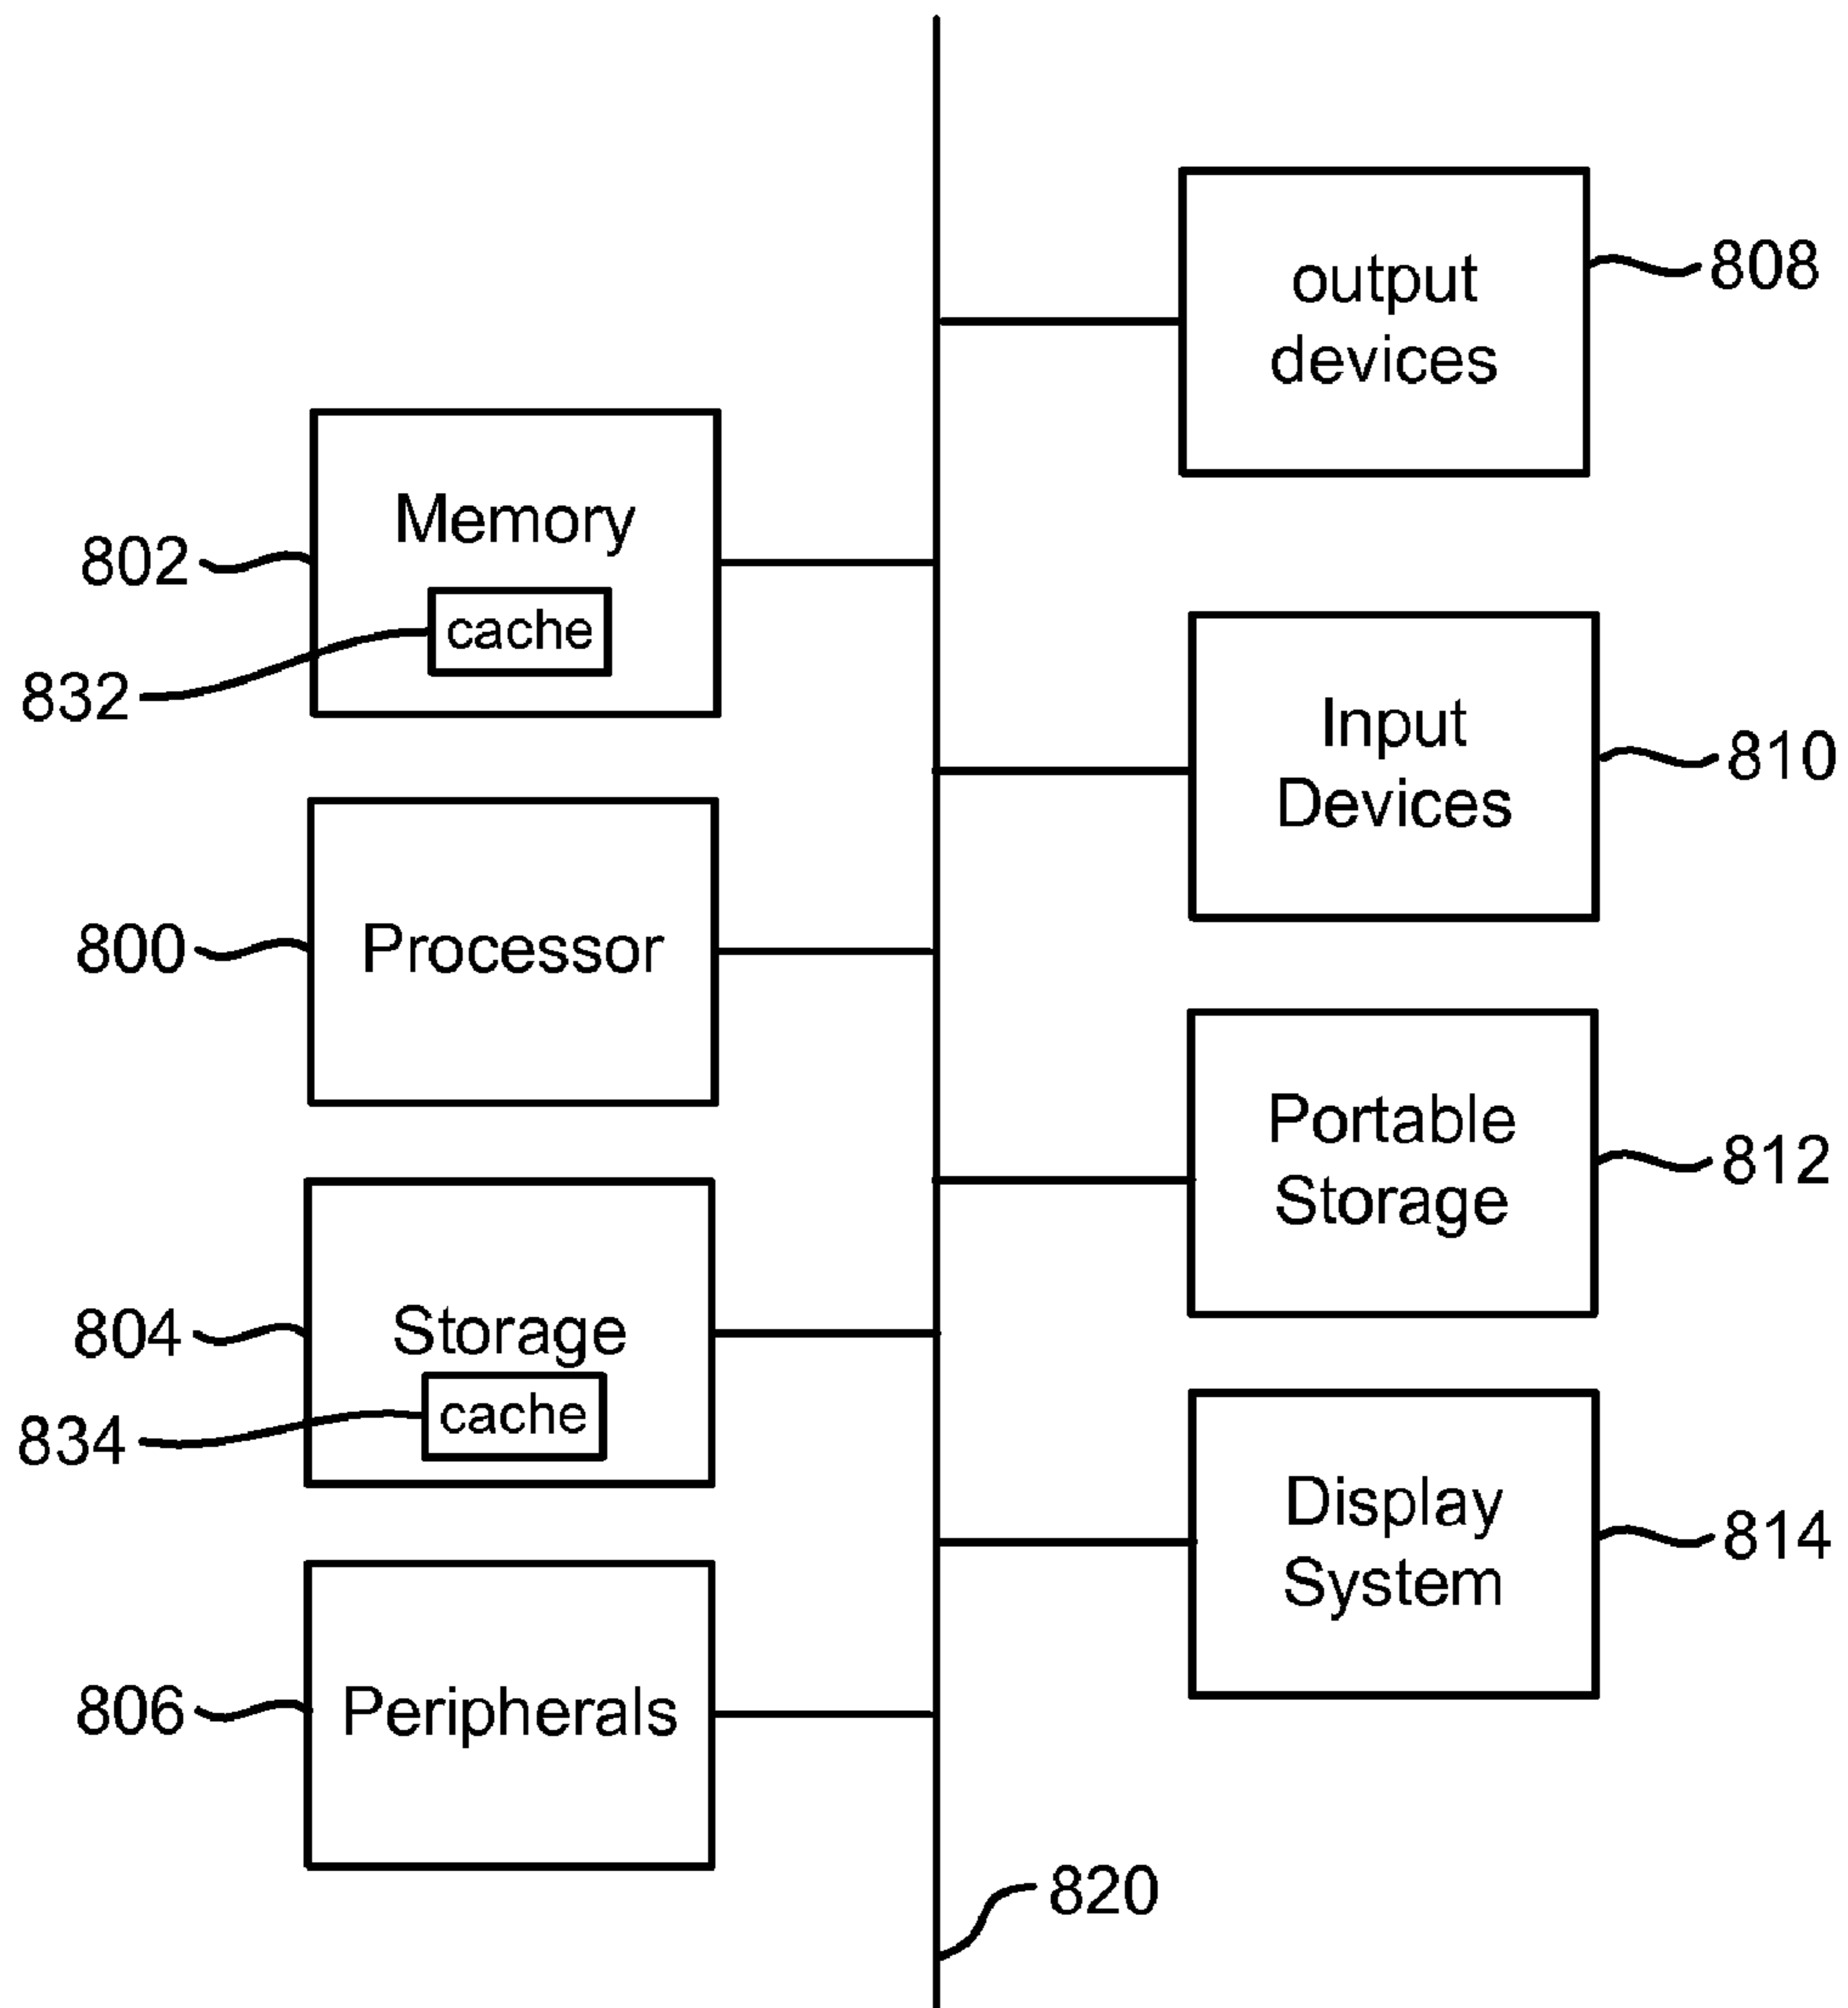 output
devices
808
Memory
802
cache
832
Input
Devices
810
Processor
800
Portable
Storage
812
Storage
804
cache
834
Display
System
814
Peripherals
806
820